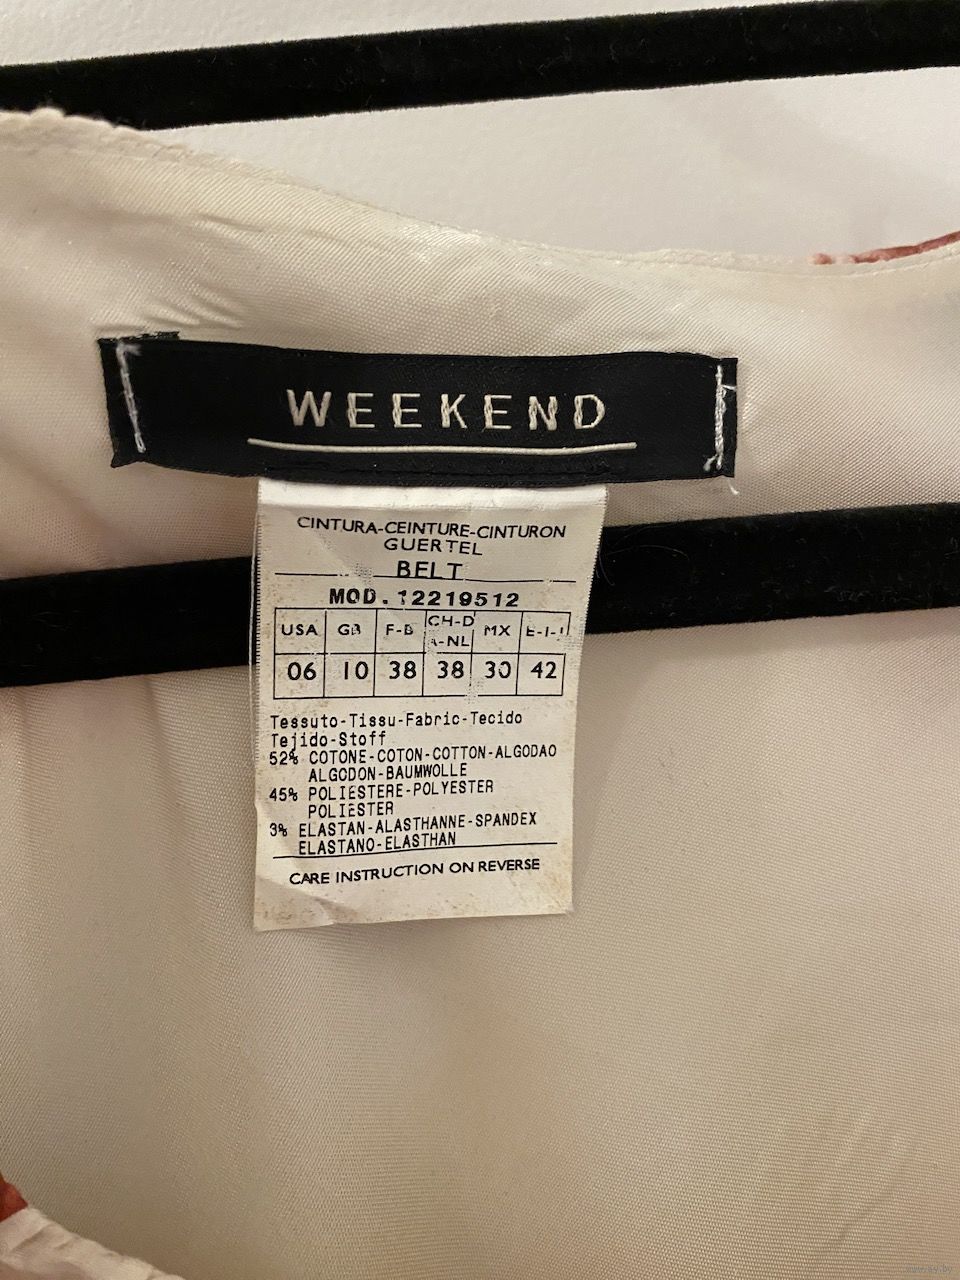 WEEKEND
CINTURA-CEINTURE-CINTURON
GUERTEL
BELT
MOD. 12219512
USA GB F-B CH-D MX E-I-
-NL
06 10 38 38 30 42
Tessuto-Tissu-Fabric-Tecido
Tejido-Stoff
52% COTONE-COTON-COTTON-ALGODAO
ALGODON-BAUMWOLLE
45% POLIESTERE-POLYESTER
POLIESTER
3% ELASTAN-ALASTHANNE-SPANDEX
ELASTANO-ELASTHAN
CARE INSTRUCTION ON REVERSE